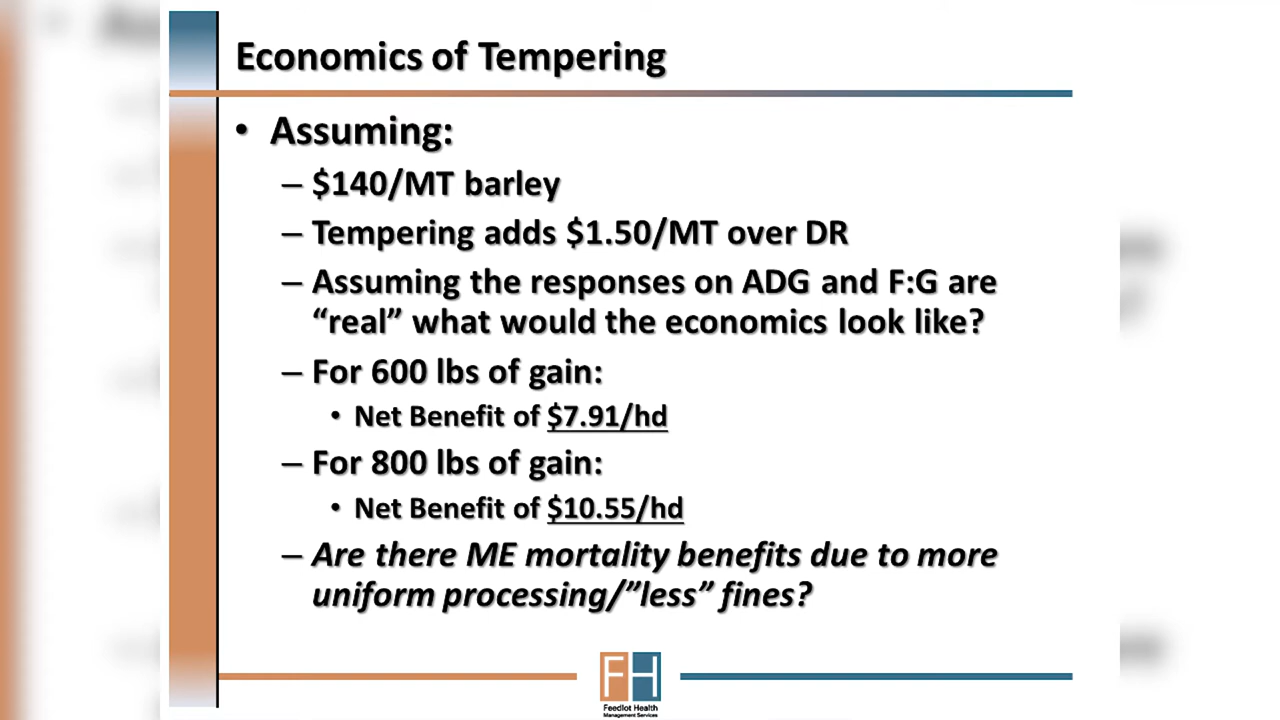 Economics of Tempering
• Assuming:
– $140/MT barley
– Tempering adds $1.50/MT over DR
– Assuming the responses on ADG and F:G are
“real” what would the economics look like?
– For 600 lbs of gain:
• Net Benefit of $7.91/hd
– For 800 lbs of gain:
• Net Benefit of $10.55/hd
– Are there ME mortality benefits due to more
uniform processing/”less” fines?
FH
Feedlot Health
Management Services